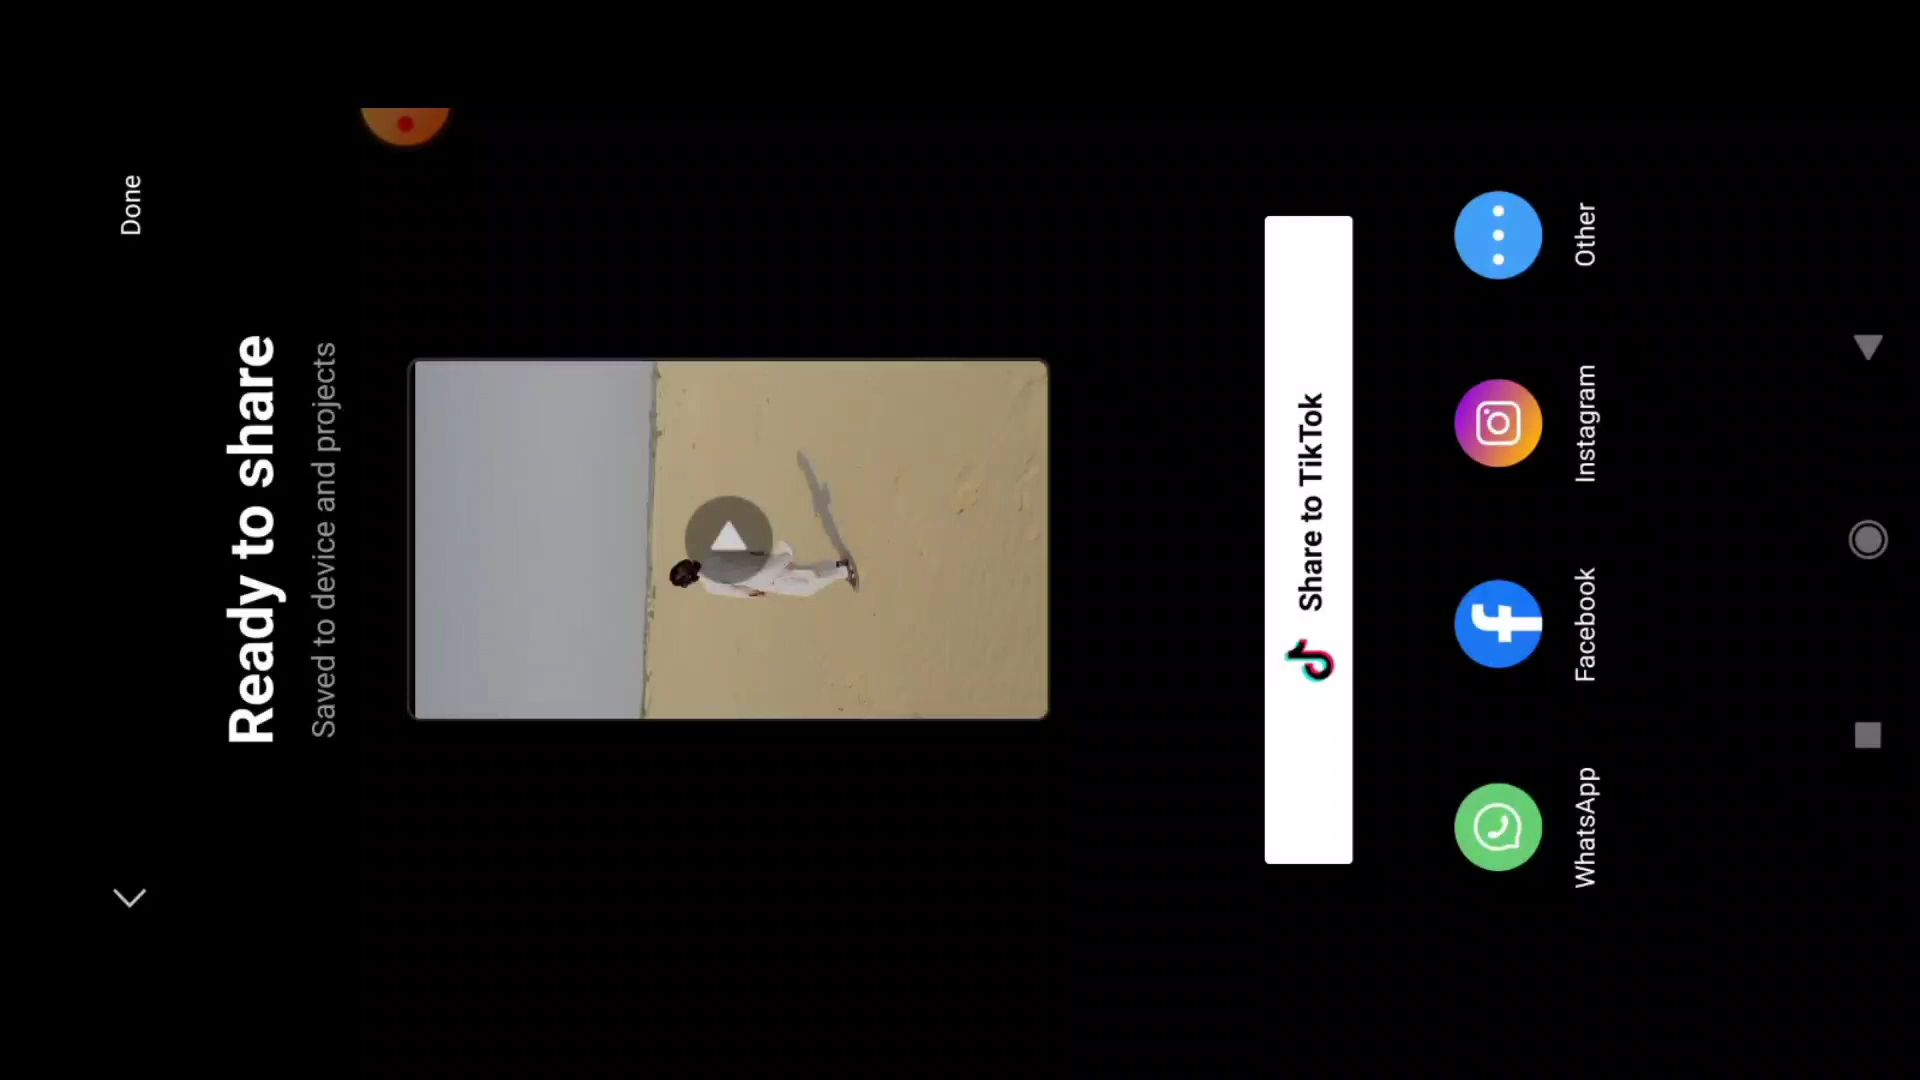 Done
Ready to share
Saved to device and projects
Share to TikTok
WhatsApp
Facebook
Instagram
Other